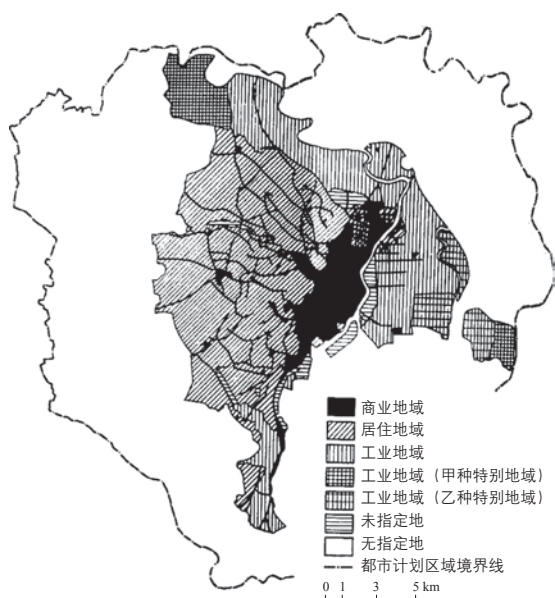 商业地域
居住地域
工业地域
工业地域（甲种特别地域）
工业地域（乙种特别地域）
未指定地
无指定地
都市计划区域境界线
0 1 3 5 km